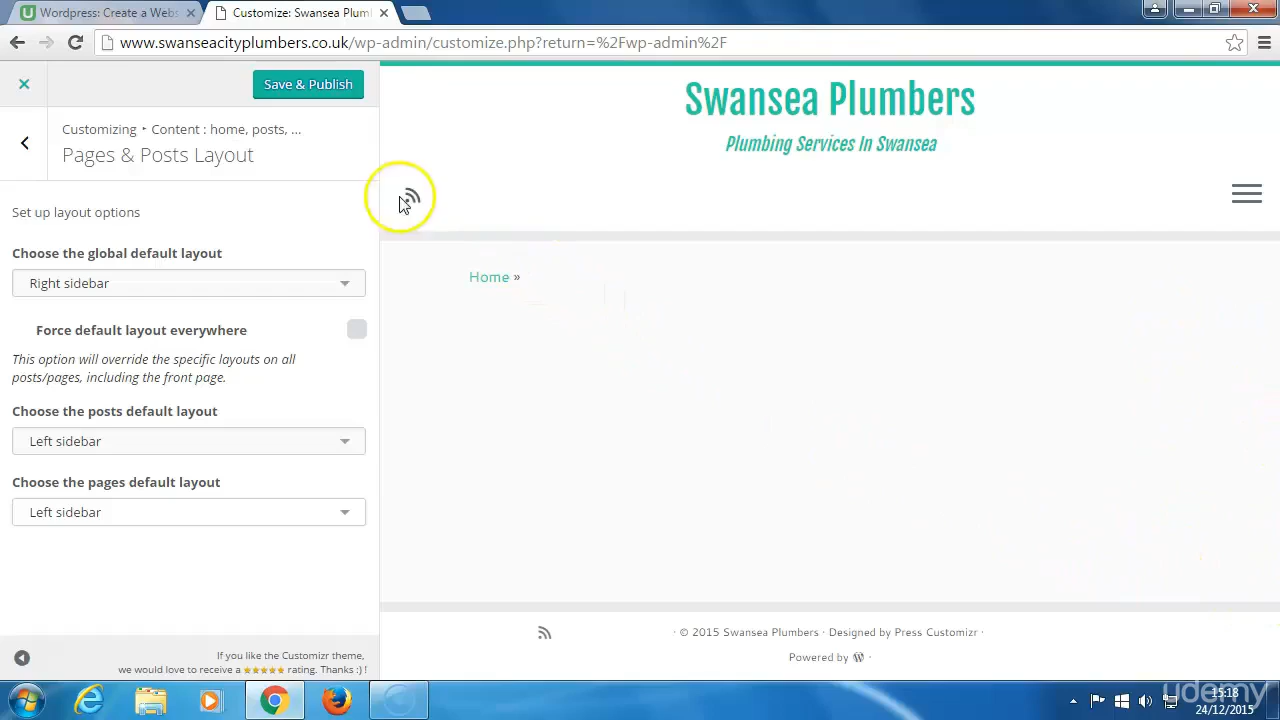 Wordpress: Create a Webs
Customize: Swansea Plum
www.swanseacityplumbers.co.uk/wp-admin/customize.php?return=%2Fwp-admin%2F
Save & Publish
Customizing ▸ Content : home, posts, ...
Pages & Posts Layout
Set up layout options
Choose the global default layout
Right sidebar
Force default layout everywhere
This option will override the specific layouts on all
posts/pages, including the front page.
Choose the posts default layout
Left sidebar
Choose the pages default layout
Left sidebar
If you like the Customizr theme,
we would love to receive a ★★★★★ rating. Thanks :) !
Swansea Plumbers
Plumbing Services In Swansea
Home »
· © 2015 Swansea Plumbers · Designed by Press Customizr ·
Powered by ·
udemy
15:18
24/12/2015